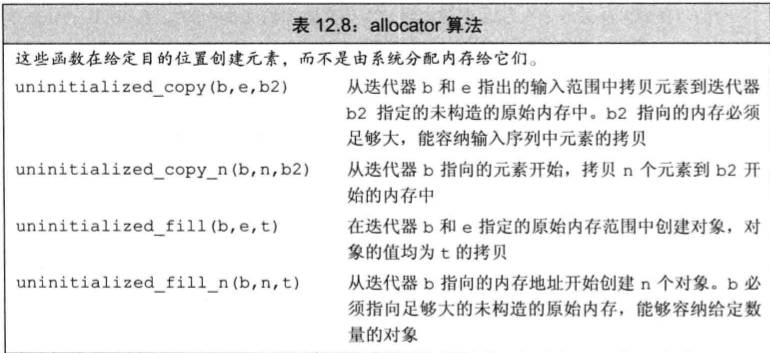 表 12.8：allocator 算法
这些函数在给定目的位置创建元素，而不是由系统分配内存给它们。
uninitialized_copy(b,e,b2) 从迭代器 b 和 e 指出的输入范围中拷贝元素到迭代器
b2 指定的未构造的原始内存中。b2 指向的内存必须
足够大，能容纳输入序列中元素的拷贝
uninitialized_copy_n(b,n,b2) 从迭代器 b 指向的元素开始，拷贝 n 个元素到 b2 开
始的内存中
uninitialized_fill(b,e,t) 在迭代器 b 和 e 指定的原始内存范围中创建对象，对
象的值均为 t 的拷贝
uninitialized_fill_n(b,n,t) 从迭代器 b 指向的内存地址开始创建 n 个对象。b 必
须指向足够大的未构造的原始内存，能够容纳给定数
量的对象